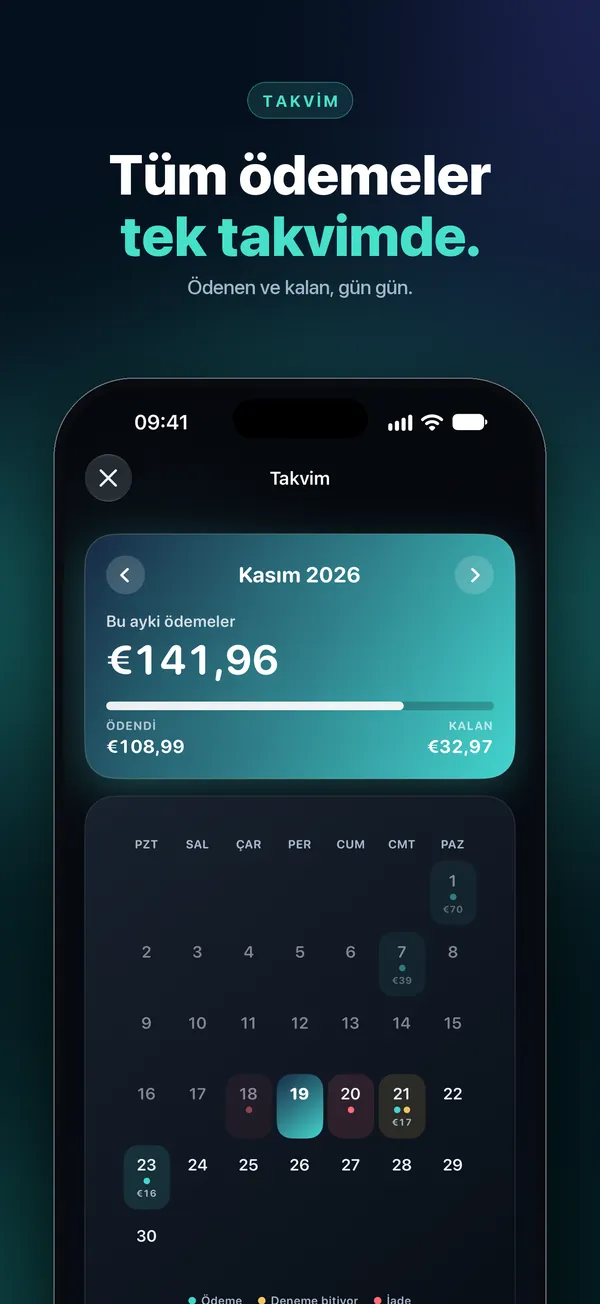 TAKVİM
Tüm ödemeler
tek takvimde.
Ödenen ve kalan, gün gün.
09:41
Takvim
Kasım 2026
Bu ayki ödemeler
€141,96
ÖDENDİ KALAN
€108,99 €32,97
PZT SAL ÇAR PER CUM CMT PAZ
1
€70
2 3 4 5 6 7 8
€39
9 10 11 12 13 14 15
16 17 18 19 20 21 22
€17
23 24 25 26 27 28 29
€16
30
Ödeme Deneme bitiyor İade